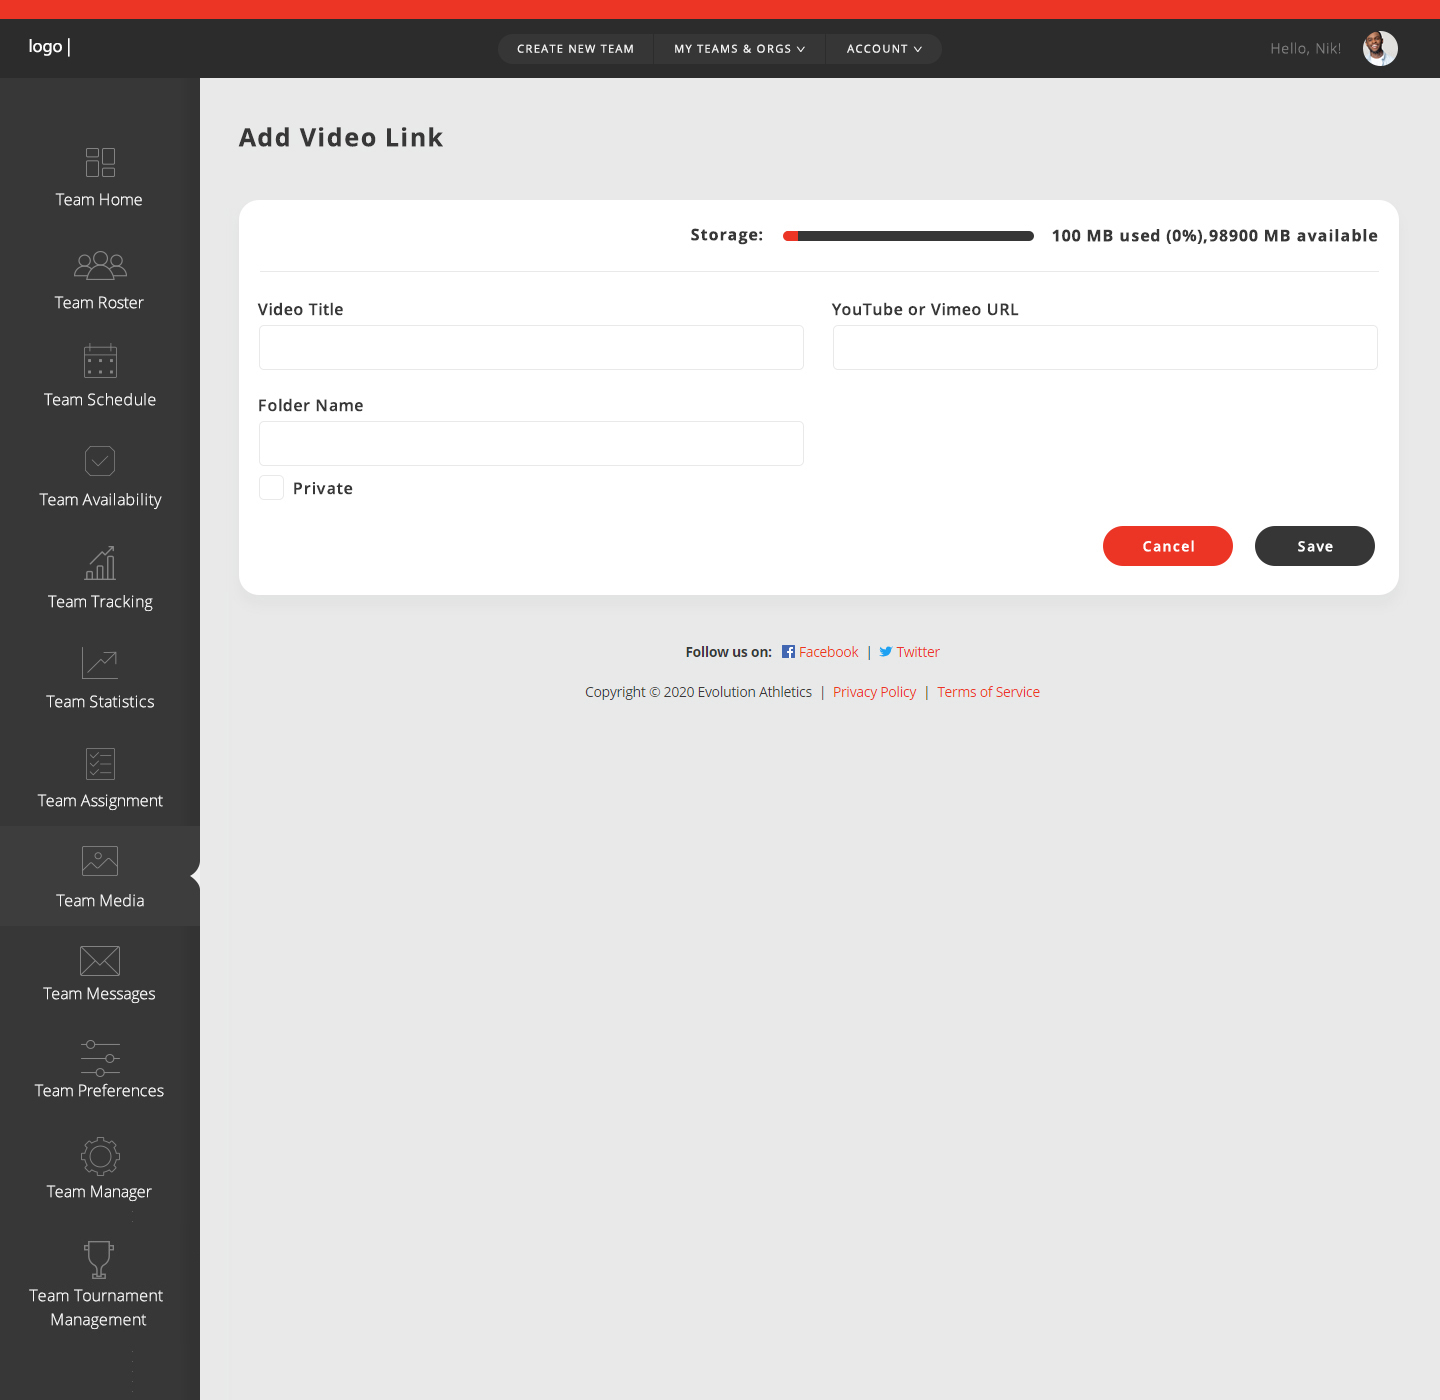 logo |
CREATE NEW TEAM
MY TEAMS & ORGS
ACCOUNT
Hello, Nik!
Team Home
Team Roster
Team Schedule
Team Availability
Team Tracking
Team Statistics
Team Assignment
Team Media
Team Messages
Team Preferences
Team Manager
Team Tournament
Management
Add Video Link
Storage: 100 MB used (0%),98900 MB available
Video Title
YouTube or Vimeo URL
Folder Name
Private
Cancel
Save
Follow us on: Facebook | Twitter
Copyright © 2020 Evolution Athletics | Privacy Policy | Terms of Service